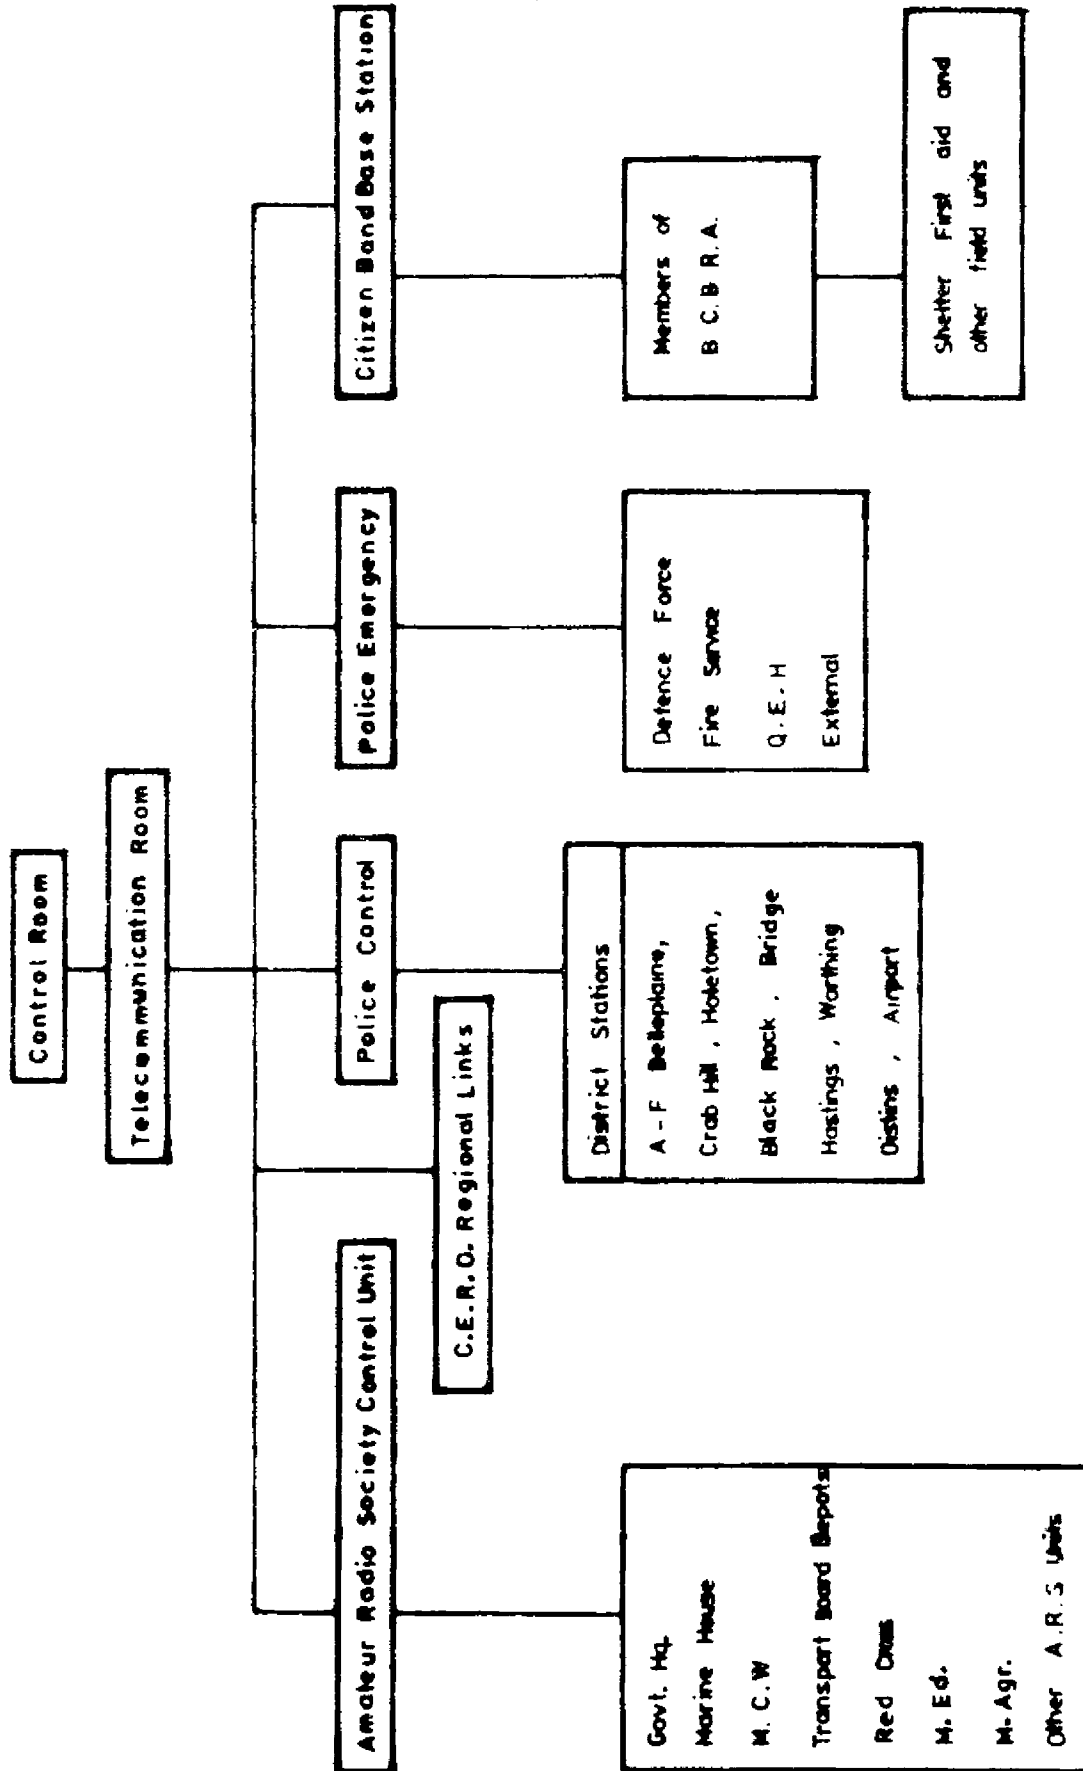 Control Room
Telecommunication Room
Amateur Radio Society Control Unit
Police Control
Police Emergency
Citizen Band Base Station
C.E.R.O. Regional Links
Govt. Hq.
Marine House
M.C.W
Transport Board Depots
Red Cross
M.Ed.
M.Agr.
Other A.R.S Units
District Stations
A-F Belleplaine,
Crab Hill, Holetown,
Black Rock, Bridge
Hastings, Worthing
Oistins, Airport
Defence Force
Fire Service
Q.E.H
External
Members of
B C.B R.A.
Shelter First aid and
other field units